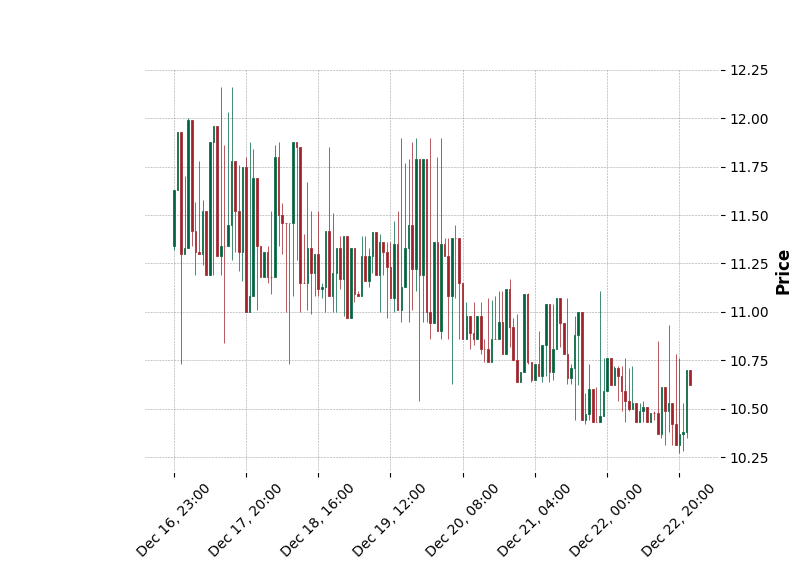 12.25
12.00
11.75
11.50
11.25
11.00
10.75
10.50
10.25
Price
Dec 16, 23:00
Dec 17, 20:00
Dec 18, 16:00
Dec 19, 12:00
Dec 20, 08:00
Dec 21, 04:00
Dec 22, 00:00
Dec 22, 20:00